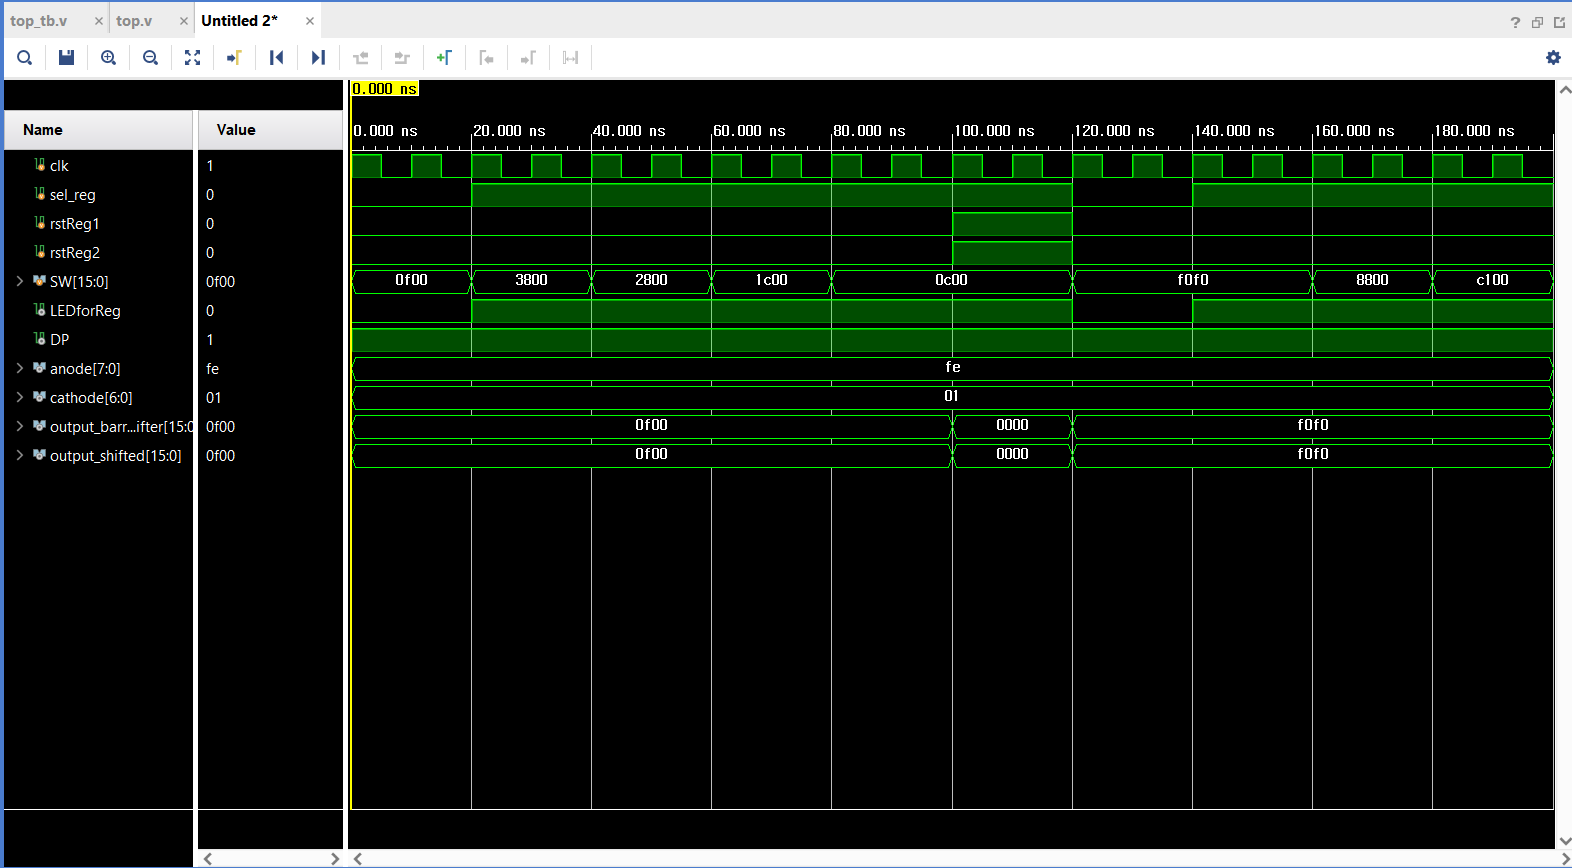 top_tb.v × top.v × Untitled 2* ×
?
0.000 ns
Name Value
0.000 ns 20.000 ns 40.000 ns 60.000 ns 80.000 ns 100.000 ns 120.000 ns 140.000 ns 160.000 ns 180.000 ns
clk 1
sel_reg 0
rstReg1 0
rstReg2 0
SW[15:0] 0f00 0f00 3800 2800 1c00 0c00 f0f0 8800 c100
LEDforReg 0
DP 1
anode[7:0] fe fe
cathode[6:0] 01 01
output_barr...ifter[15:0 0f00 0f00 0000 f0f0
output_shifted[15:0] 0f00 0f00 0000 f0f0